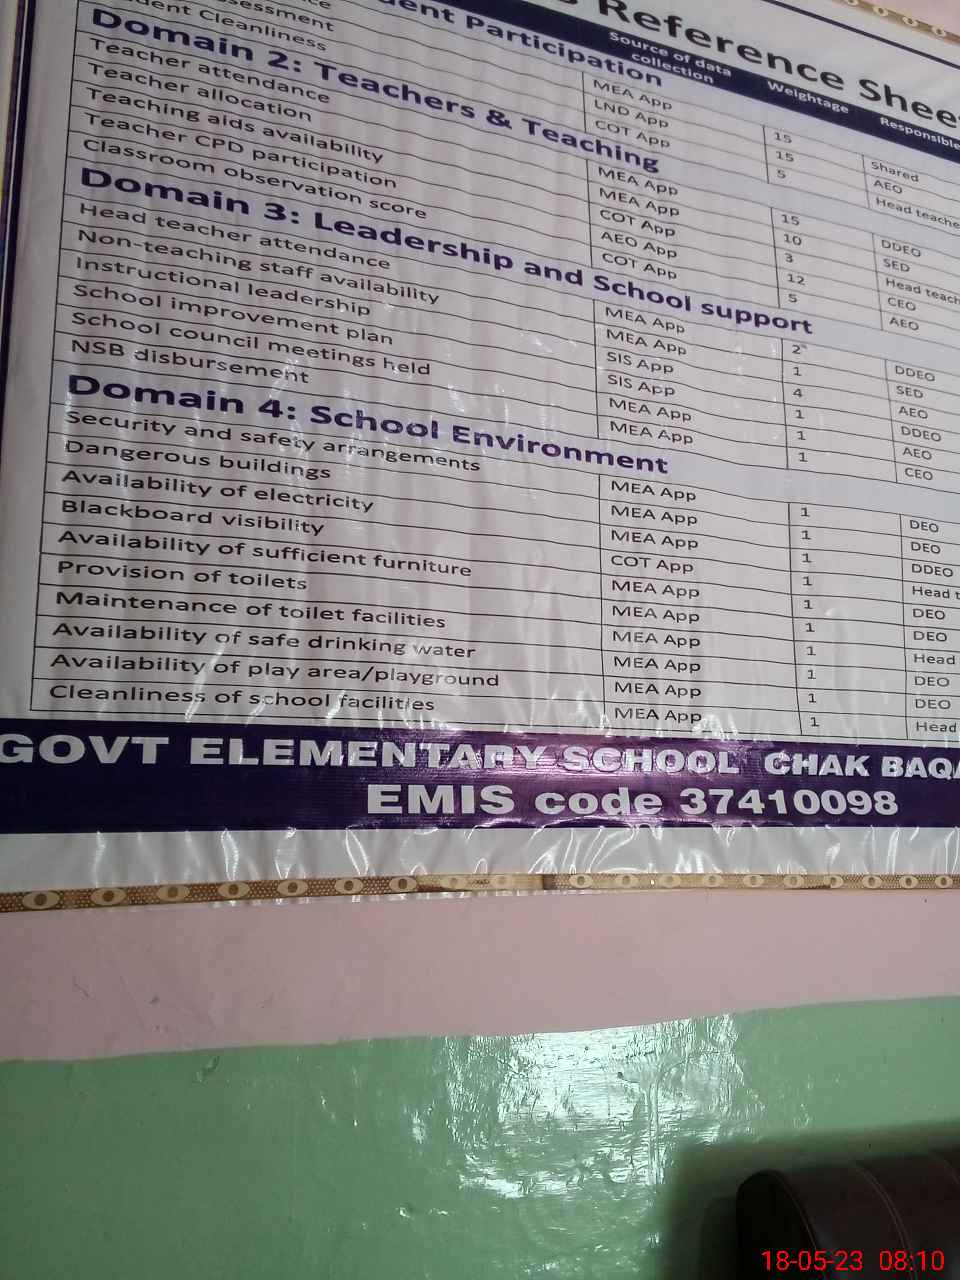 Reference Sheet
Source of data collection Weightage Responsible
Participation
MEA App 15 Shared
LND App 15 AEO
Cleanliness COT App 5 Head teache
Domain 2: Teachers & Teaching
Teacher attendance MEA App 15 DDEO
Teacher allocation MEA App 10 SED
Teaching aids availability COT App 3 Head teach
Teacher CPD participation AEO App 12 CEO
Classroom observation score COT App 5 AEO
Domain 3: Leadership and School support
Head teacher attendance MEA App 2 DDEO
Non-teaching staff availability MEA App 1 SED
Instructional leadership SIS App 4 AEO
School improvement plan SIS App 1 DDEO
School council meetings held MEA App 1 AEO
NSB disbursement MEA App 1 CEO
Domain 4: School Environment
Security and safety arrangements MEA App 1 DEO
Dangerous buildings MEA App 1 DEO
Availability of electricity MEA App 1 DDEO
Blackboard visibility COT App 1 Head t
Availability of sufficient furniture MEA App 1 DEO
Provision of toilets MEA App 1 DEO
Maintenance of toilet facilities MEA App 1 Head
Availability of safe drinking water MEA App 1 DEO
Availability of play area/playground MEA App 1 DEO
Cleanliness of school facilities MEA App 1 Head
GOVT ELEMENTARY SCHOOL CHAK BAQA
EMIS code 37410098
18-05-23 08:10